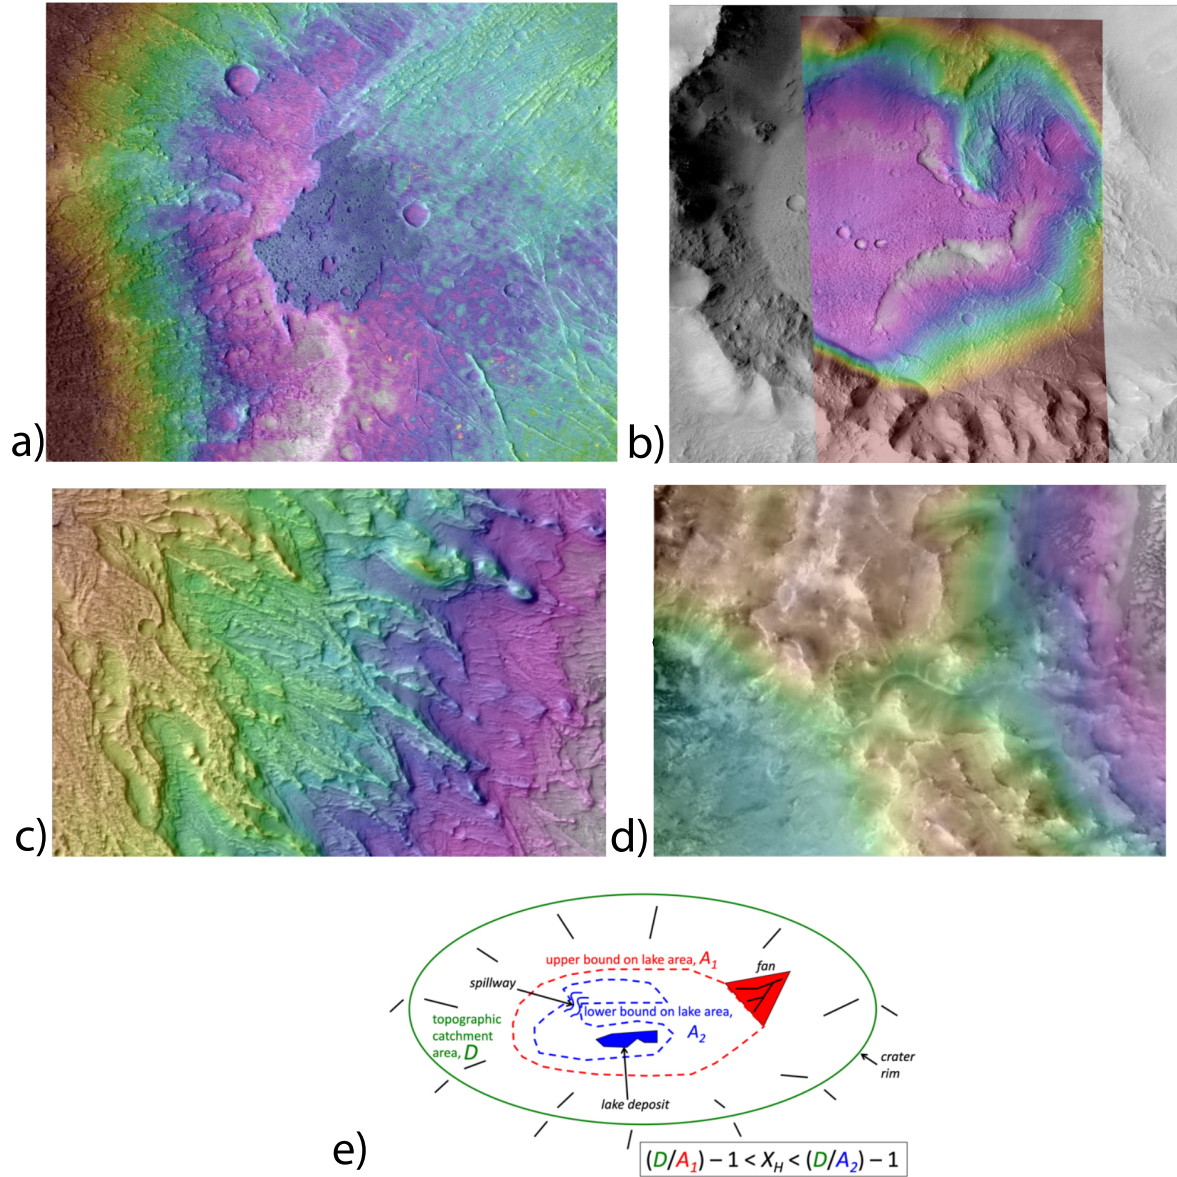 a)
b)
c)
d)
upper bound on lake area, A1
fan
spillway
lower bound on lake area,
A2
topographic
catchment
area, D
crater
rim
lake deposit
e)
(D/A1) – 1 < XH < (D/A2) – 1